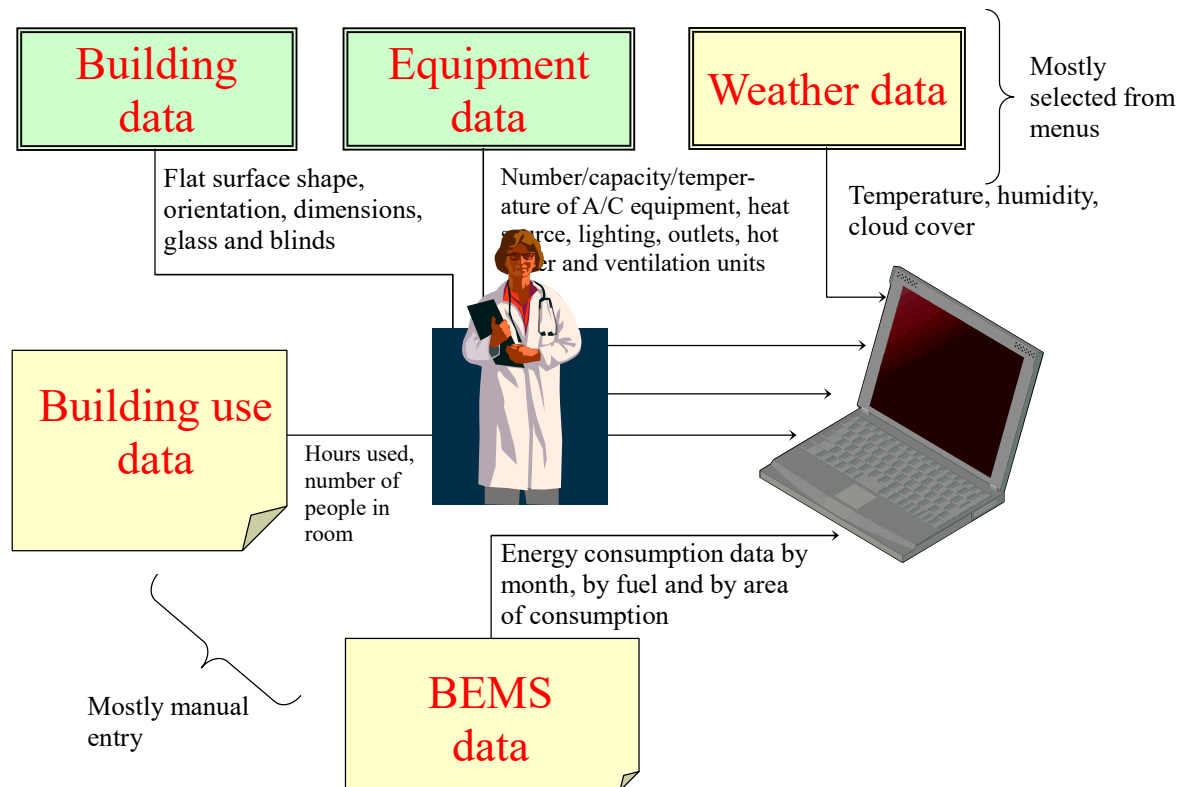 Building
data
Equipment
data
Weather data
Mostly
selected from
menus
Flat surface shape,
orientation, dimensions,
glass and blinds
Number/capacity/temper-
ature of A/C equipment, heat
lighting, outlets, hot
and ventilation units
Temperature, humidity,
cloud cover
Building use
data
Hours used,
number of
people in
room
Energy consumption data by
month, by fuel and by area
of consumption
Mostly manual
entry
BEMS
data